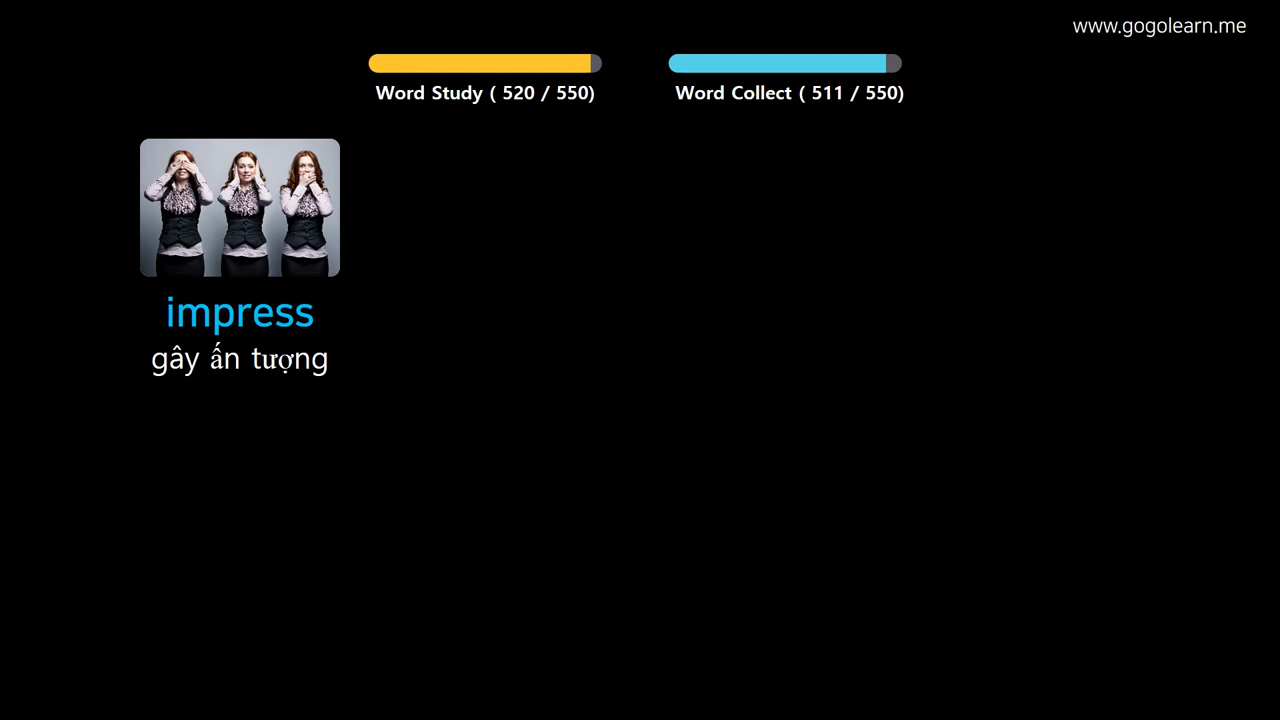 www.gogolearn.me
Word Study ( 520 / 550)
Word Collect ( 511 / 550)
impress
gây ấn tượng